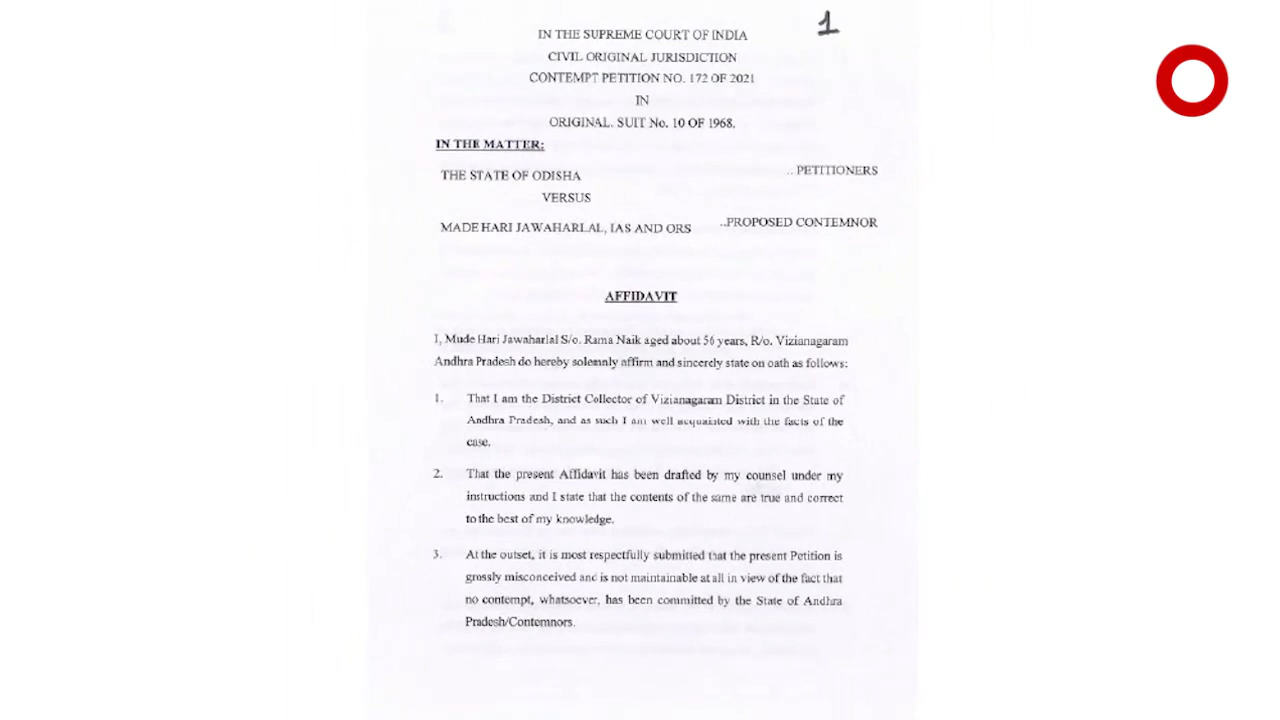 1
IN THE SUPREME COURT OF INDIA
CIVIL ORIGINAL JURISDICTION
CONTEMPT PETITION NO. 172 OF 2021
IN
ORIGINAL. SUIT No. 10 OF 1968.
IN THE MATTER:
THE STATE OF ODISHA .. PETITIONERS
VERSUS
MADE HARI JAWAHARLAL, IAS AND ORS ..PROPOSED CONTEMNOR
AFFIDAVIT
I, Mude Hari Jawaharlal S/o. Rama Naik aged about 56 years, R/o. Vizianagaram
Andhra Pradesh do hereby solemnly affirm and sincerely state on oath as follows:
1. That I am the District Collector of Vizianagaram District in the State of
Andhra Pradesh, and as such I am well acquainted with the facts of the
case.
2. That the present Affidavit has been drafted by my counsel under my
instructions and I state that the contents of the same are true and correct
to the best of my knowledge.
3. At the outset, it is most respectfully submitted that the present Petition is
grossly misconceived and is not maintainable at all in view of the fact that
no contempt, whatsoever, has been committed by the State of Andhra
Pradesh/Contemnors.